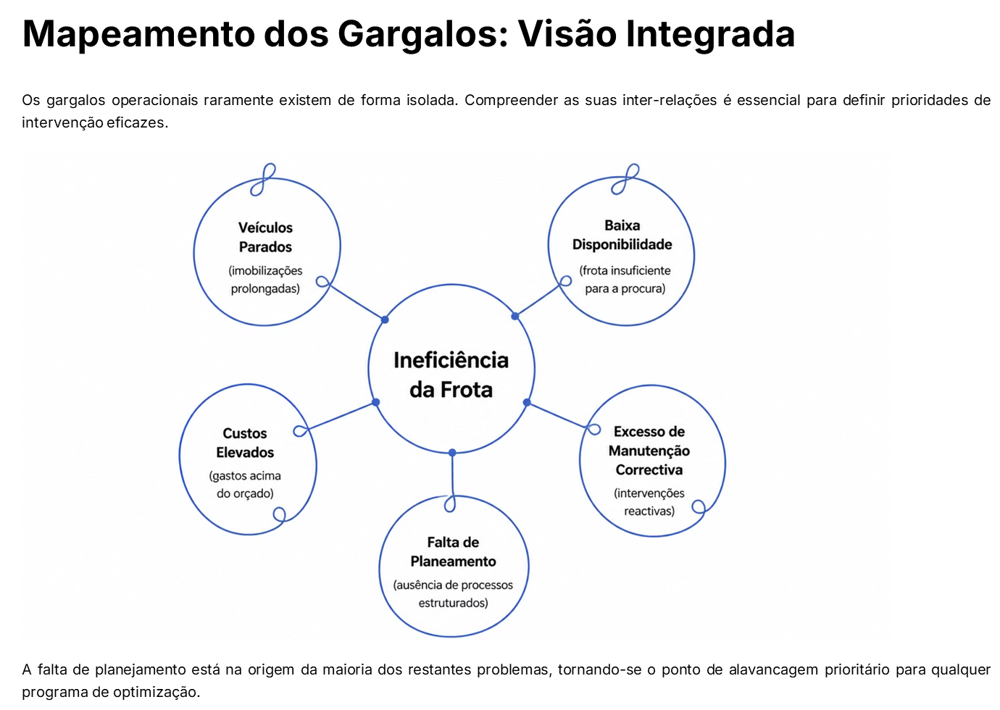 Mapeamento dos Gargalos: Visão Integrada
Os gargalos operacionais raramente existem de forma isolada. Compreender as suas inter-relações é essencial para definir prioridades de
intervenção eficazes.
Veículos
Parados
(imobilizações
prolongadas)
Baixa
Disponibilidade
(frota insuficiente
para a procura)
Ineficiência
da Frota
Custos
Elevados
(gastos acima
do orçado)
Excesso de
Manutenção
Correctiva
(intervenções
reactivas)
Falta de
Planeamento
(ausência de processos
estruturados)
A falta de planejamento está na origem da maioria dos restantes problemas, tornando-se o ponto de alavancagem prioritário para qualquer
programa de optimização.